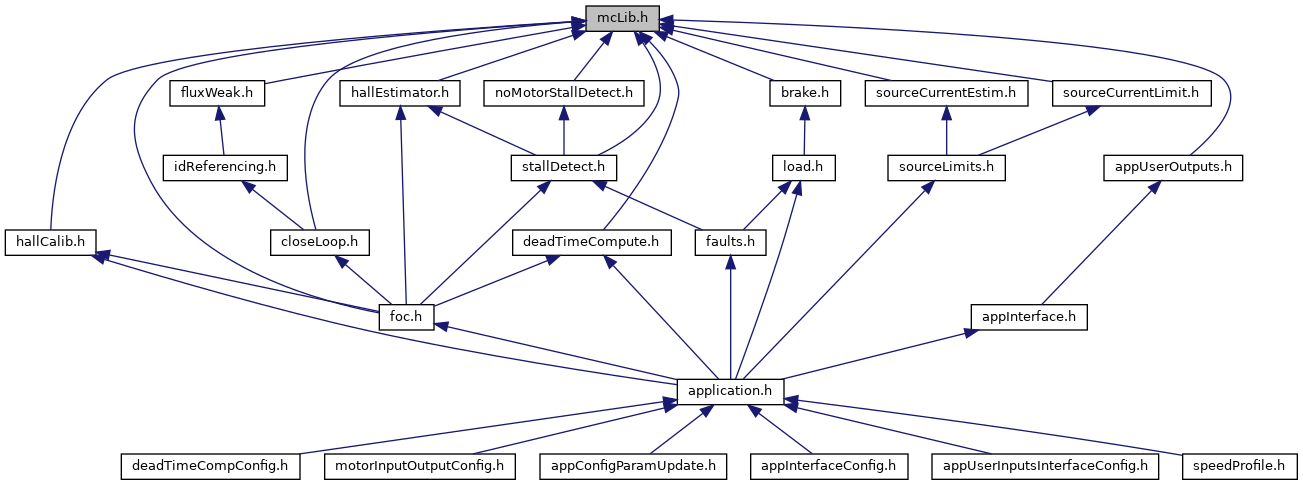 mcLib.h
fluxWeak.h
hallEstimator.h
noMotorStallDetect.h
brake.h
sourceCurrentEstim.h
sourceCurrentLimit.h
idReferencing.h
stallDetect.h
load.h
sourceLimits.h
appUserOutputs.h
hallCalib.h
closeLoop.h
deadTimeCompute.h
faults.h
foc.h
appInterface.h
application.h
deadTimeCompConfig.h
motorInputOutputConfig.h
appConfigParamUpdate.h
appInterfaceConfig.h
appUserInputsInterfaceConfig.h
speedProfile.h